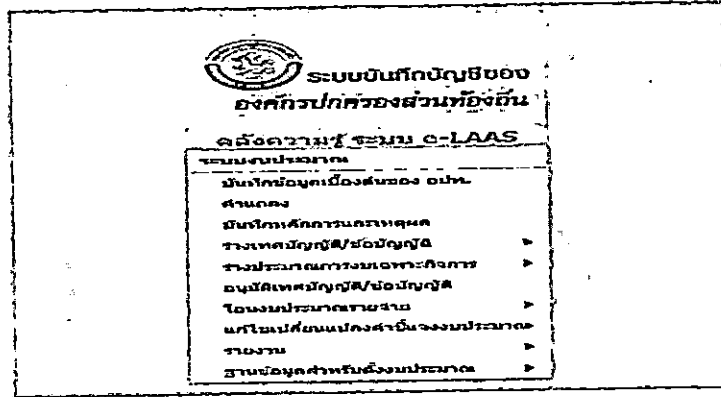 ระบบบันทึกบัญชีของ
องค์กรปกครองส่วนท้องถิ่น
คลังความรู้ ระบบ e-LAAS
ระบบงบประมาณ
บันทึกข้อมูลเบื้องต้นของ อปท.
คำแถลง
บันทึกหลักการและเหตุผล
ร่างเทศบัญญัติ/ข้อบัญญัติ
ร่างประมาณการงบเฉพาะกิจการ
อนุมัติเทศบัญญัติ/ข้อบัญญัติ
โอนงบประมาณรายจ่าย
แก้ไขเปลี่ยนแปลงคำชี้แจงงบประมาณ
รายงาน
ฐานข้อมูลสำหรับตั้งงบประมาณ